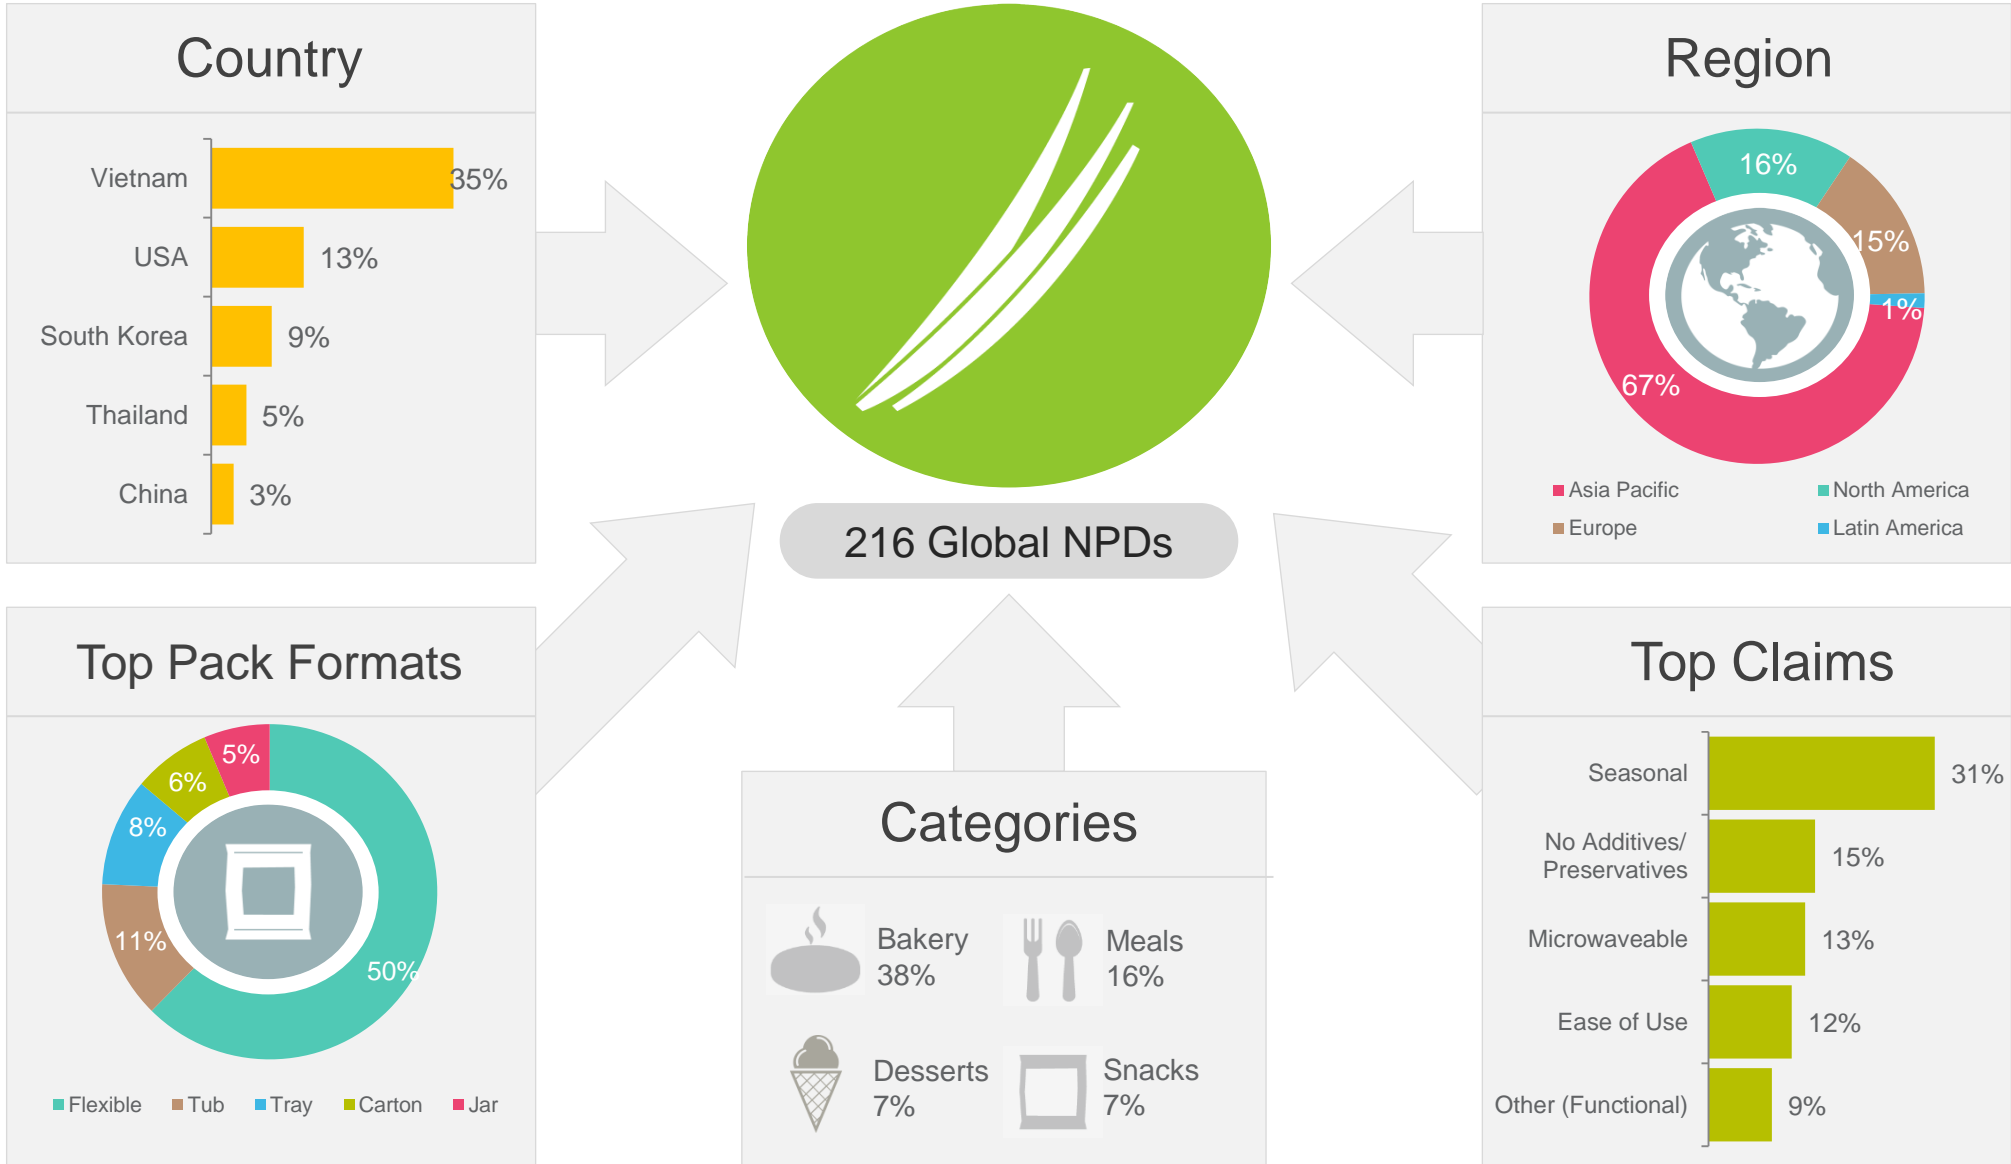 Country
Vietnam
35%
USA
13%
South Korea
9%
Thailand
5%
China
3%
216 Global NPDs
Region
16%
15%
1%
67%
Asia Pacific
North America
Europe
Latin America
Top Pack Formats
5%
6%
8%
11%
50%
Flexible
Tub
Tray
Carton
Jar
Categories
Bakery
38%
Meals
16%
Desserts
7%
Snacks
7%
Top Claims
Seasonal
31%
No Additives/
Preservatives
15%
Microwaveable
13%
Ease of Use
12%
Other (Functional)
9%